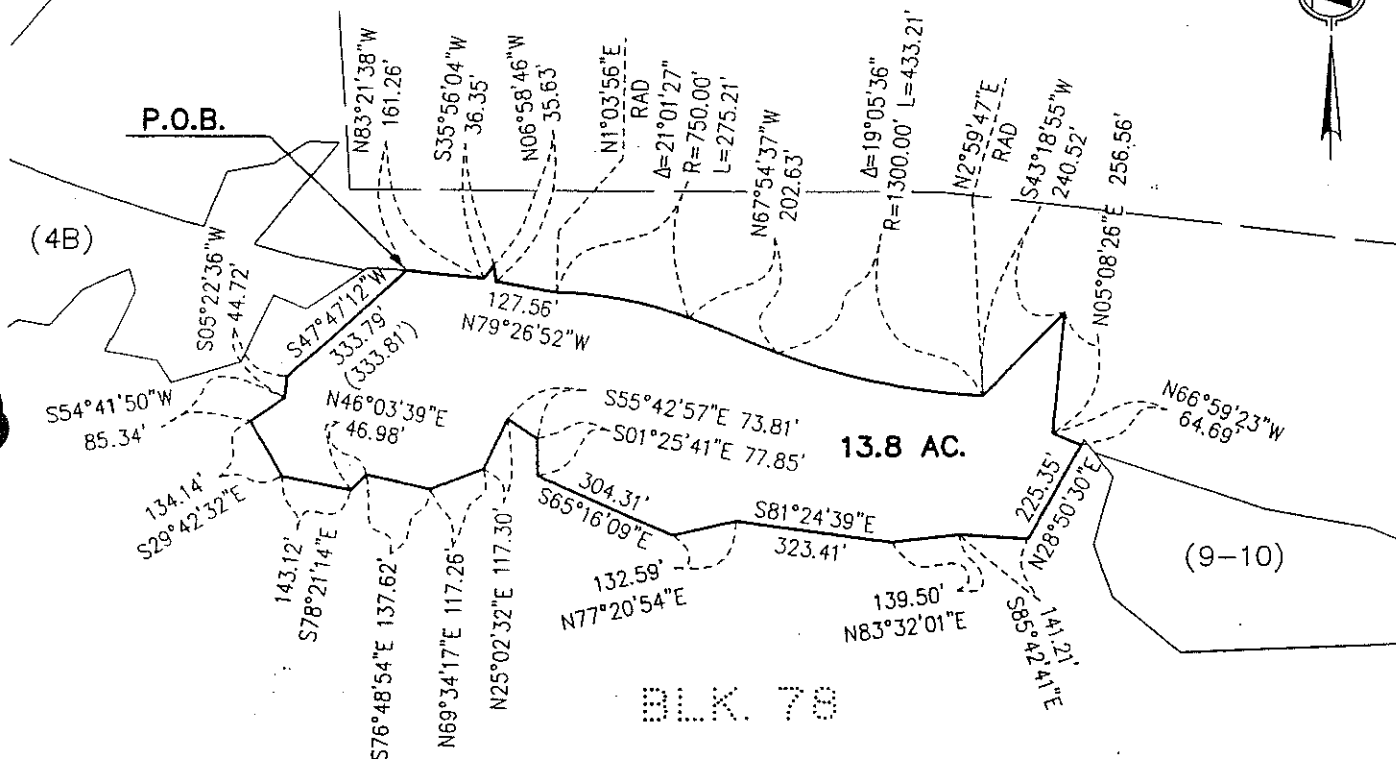 P.O.B.
N83°21'38"W
161.26'
S35°56'04"W
36.35'
N06°58'46"W
35.63'
N1°03'56"E
RAD
Δ=21°01'27"
R=750.00'
L=275.21'
N67°54'37"W
202.63'
Δ=19°05'36"
R=1300.00' L=433.21'
N2°59'47"E
RAD
S43°18'55"W
240.52'
N05°08'26"E 256.56'
(4B)
S05°22'36"W
44.72'
S47°47'12"W
333.79'
(333.81')
127.56'
N79°26'52"W
N66°59'23"W
64.69'
S54°41'50"W
85.34'
N46°03'39"E
46.98'
S55°42'57"E 73.81'
S01°25'41"E 77.85'
13.8 AC.
134.14'
S29°42'32"E
304.31'
S65°16'09"E
S81°24'39"E
323.41'
225.35'
N28°50'30"E
(9-10)
143.12'
S78°21'14"E
S76°48'54"E 137.62'
N69°34'17"E 117.26'
N25°02'32"E 117.30'
132.59'
N77°20'54"E
139.50'
N83°32'01"E
141.21'
S85°42'41"E
BLK. 78